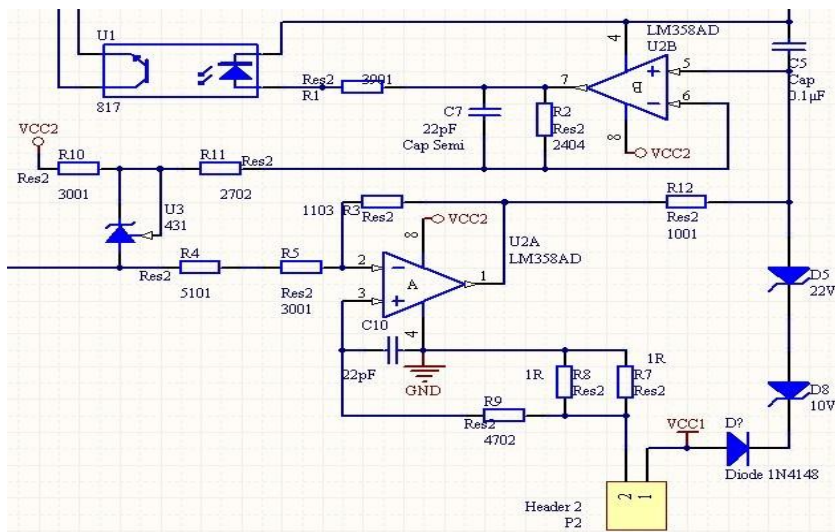 U1
817
LM358AD
U2B
4
5
6
7
8
B
+
−
C5
Cap
0.1µF
Res2
3901
R1
C7
22pF
Cap Semi
R2
Res2
2404
VCC2
VCC2
R10
Res2
3001
R11
Res2
2702
R12
Res2
1001
U3
431
1103
R3
Res2
VCC2
8
U2A
LM358AD
2
−
A
1
3
+
4
Res2
R4
5101
R5
Res2
3001
C10
22pF
GND
1R
R8
Res2
1R
R7
Res2
R9
Res2
4702
D5
22V
D8
10V
VCC1
D?
Diode 1N4148
2
1
Header 2
P2